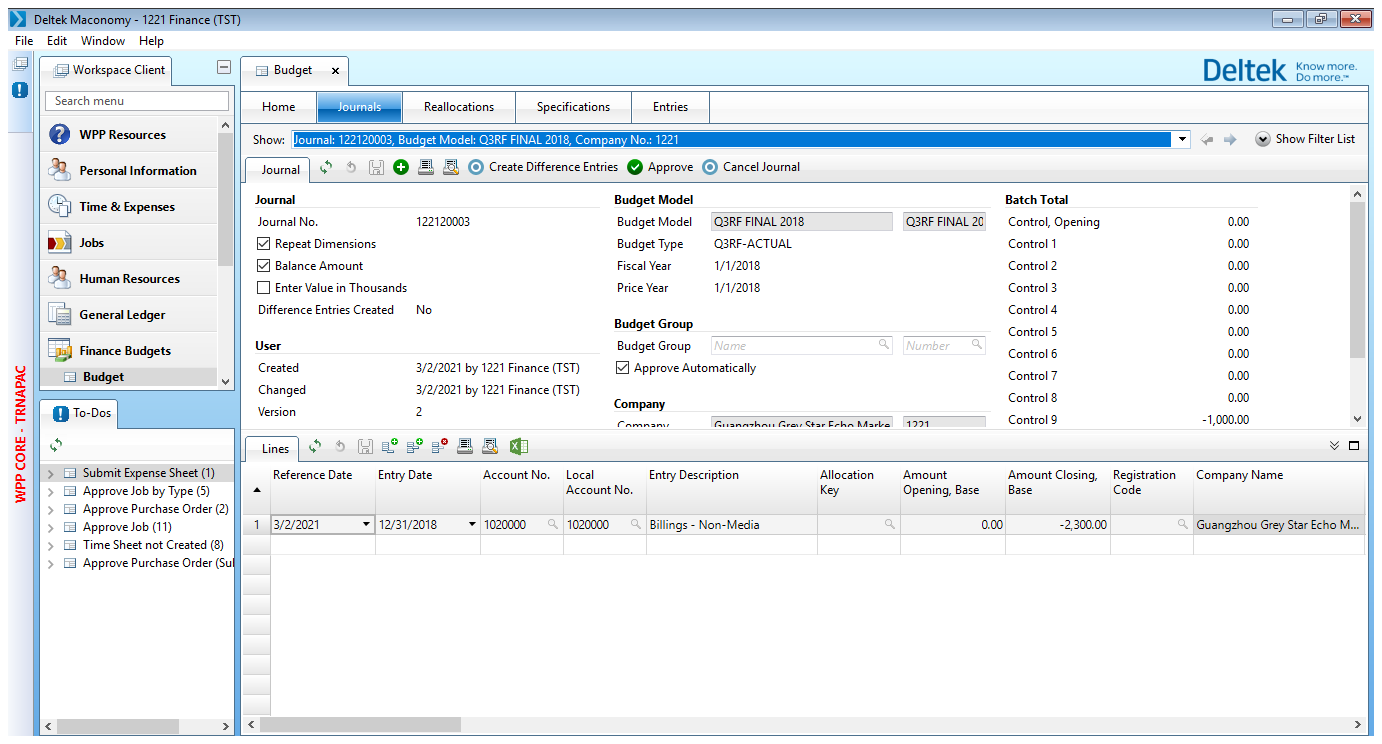 Deltek Maconomy - 1221 Finance (TST)
File Edit Window Help
Workspace Client
Search menu
WPP Resources
Personal Information
Time & Expenses
Jobs
Human Resources
General Ledger
Finance Budgets
Budget
To-Dos
Submit Expense Sheet (1)
Approve Job by Type (5)
Approve Purchase Order (2)
Approve Job (11)
Time Sheet not Created (8)
Approve Purchase Order (Sul
WPP CORE - TRNAPAC
Budget x
Deltek Know more. Do more.™
Home Journals Reallocations Specifications Entries
Show: Journal: 122120003, Budget Model: Q3RF FINAL 2018, Company No.: 1221 Show Filter List
Journal Create Difference Entries Approve Cancel Journal
Journal
Journal No. 122120003
Repeat Dimensions
Balance Amount
Enter Value in Thousands
Difference Entries Created No
User
Created 3/2/2021 by 1221 Finance (TST)
Changed 3/2/2021 by 1221 Finance (TST)
Version 2
Budget Model
Budget Model Q3RF FINAL 2018 Q3RF FINAL 20
Budget Type Q3RF-ACTUAL
Fiscal Year 1/1/2018
Price Year 1/1/2018
Budget Group
Budget Group Name Number
Approve Automatically
Company
Company Guangzhou Grey Star Echo Marke 1221
Batch Total
Control, Opening 0.00
Control 1 0.00
Control 2 0.00
Control 3 0.00
Control 4 0.00
Control 5 0.00
Control 6 0.00
Control 7 0.00
Control 8 0.00
Control 9 -1,000.00
Lines
Reference Date Entry Date Account No. Local Account No. Entry Description Allocation Key Amount Opening, Base Amount Closing, Base Registration Code Company Name
1 3/2/2021 12/31/2018 1020000 1020000 Billings - Non-Media 0.00 -2,300.00 Guangzhou Grey Star Echo M...